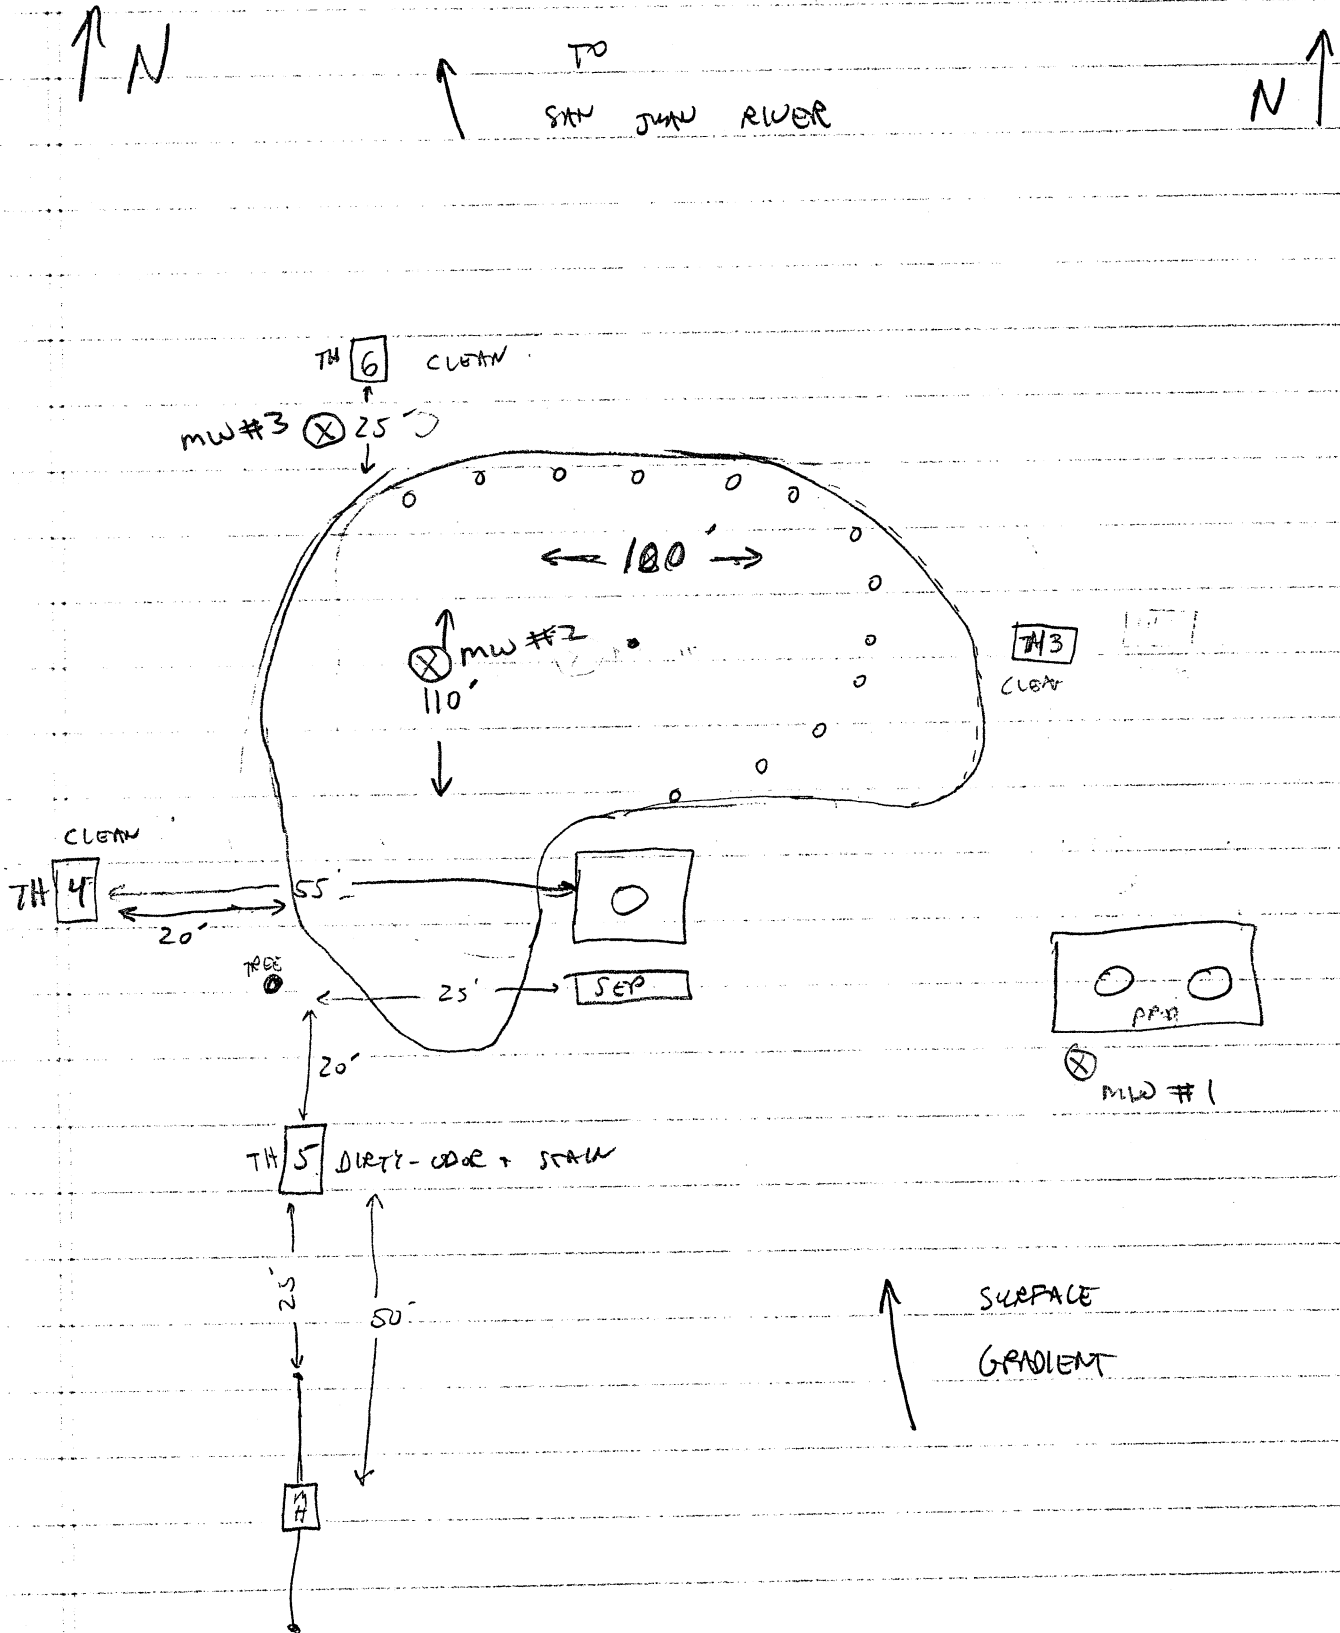 N
TO
SAN JUAN RIVER
N
TH 6 CLEAN
MW #3 25'
100'
MW #2
110'
TH3
CLEAN
CLEAN
TH 4
55'
20'
TREE
25'
SEP
20'
MW #1
TH 5 DIRTY-ODOR + STAIN
25'
50'
SURFACE
GRADIENT